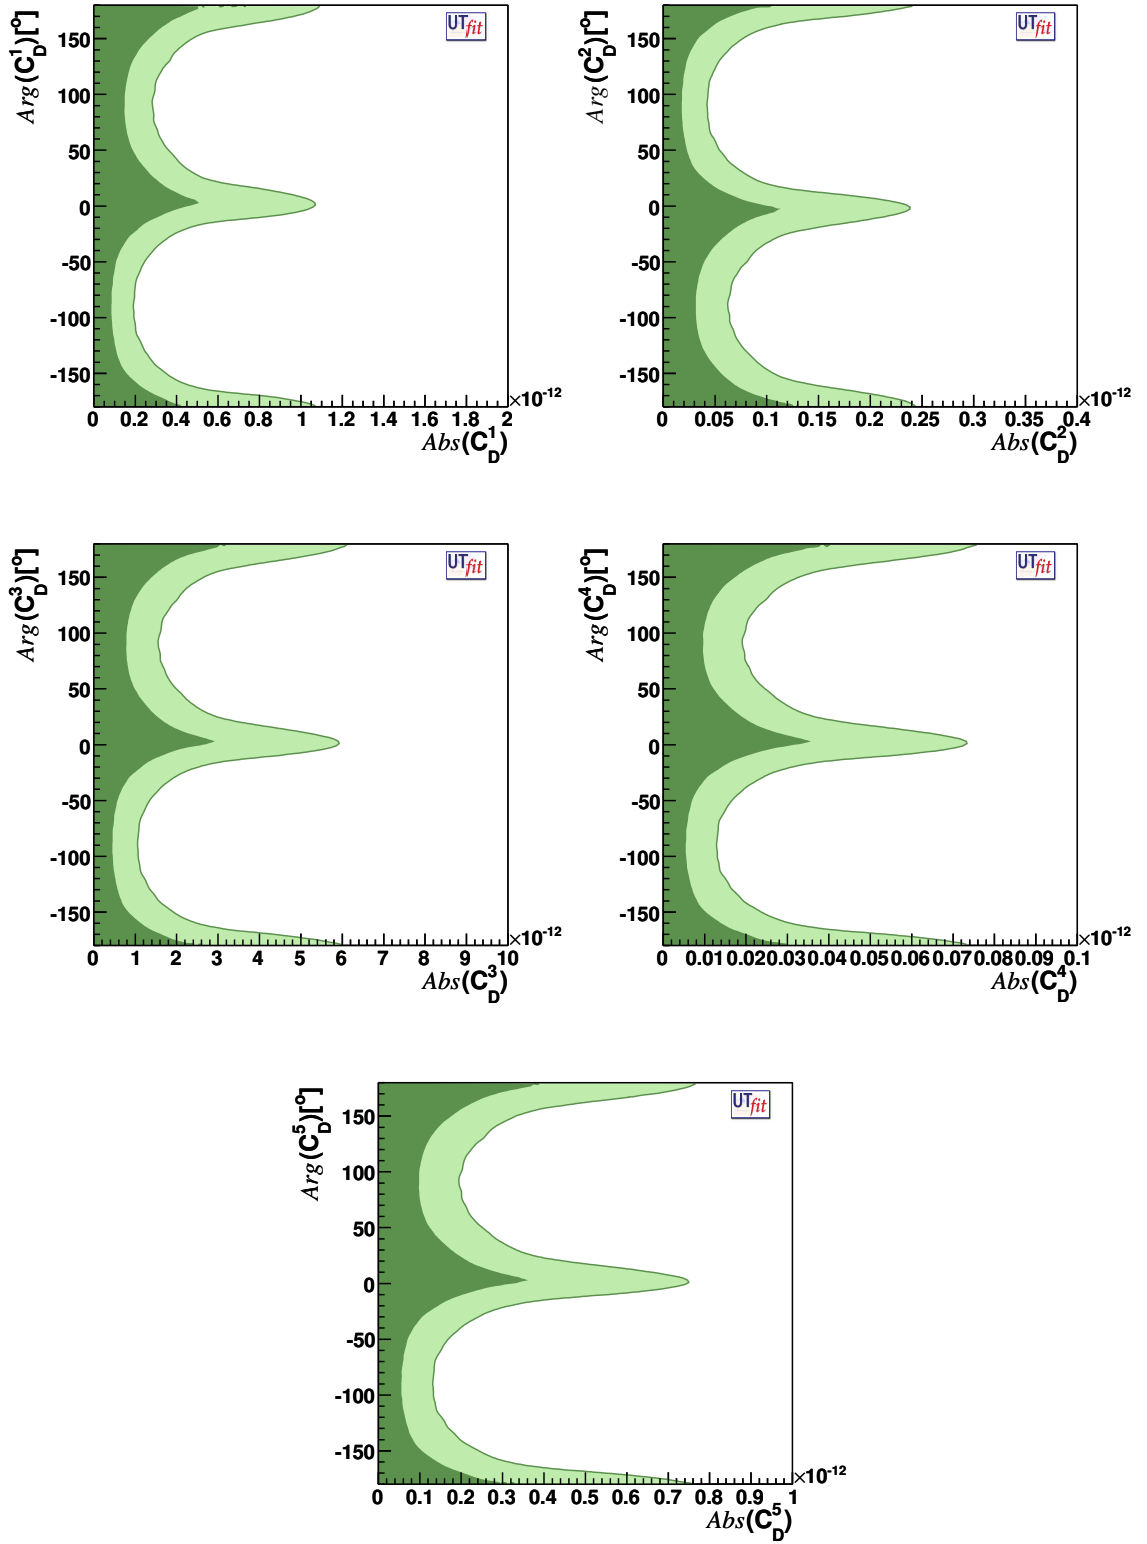 Arg(C_D^1)[°]
UTfit
150
100
50
0
-50
-100
-150
0 0.2 0.4 0.6 0.8 1 1.2 1.4 1.6 1.8 2
×10^-12
Abs(C_D^1)
Arg(C_D^2)[°]
UTfit
150
100
50
0
-50
-100
-150
0 0.05 0.1 0.15 0.2 0.25 0.3 0.35 0.4
×10^-12
Abs(C_D^2)
Arg(C_D^3)[°]
UTfit
150
100
50
0
-50
-100
-150
0 1 2 3 4 5 6 7 8 9 10
×10^-12
Abs(C_D^3)
Arg(C_D^4)[°]
UTfit
150
100
50
0
-50
-100
-150
0 0.01 0.02 0.03 0.04 0.05 0.06 0.07 0.08 0.09 0.1
×10^-12
Abs(C_D^4)
Arg(C_D^5)[°]
UTfit
150
100
50
0
-50
-100
-150
0 0.1 0.2 0.3 0.4 0.5 0.6 0.7 0.8 0.9 1
×10^-12
Abs(C_D^5)